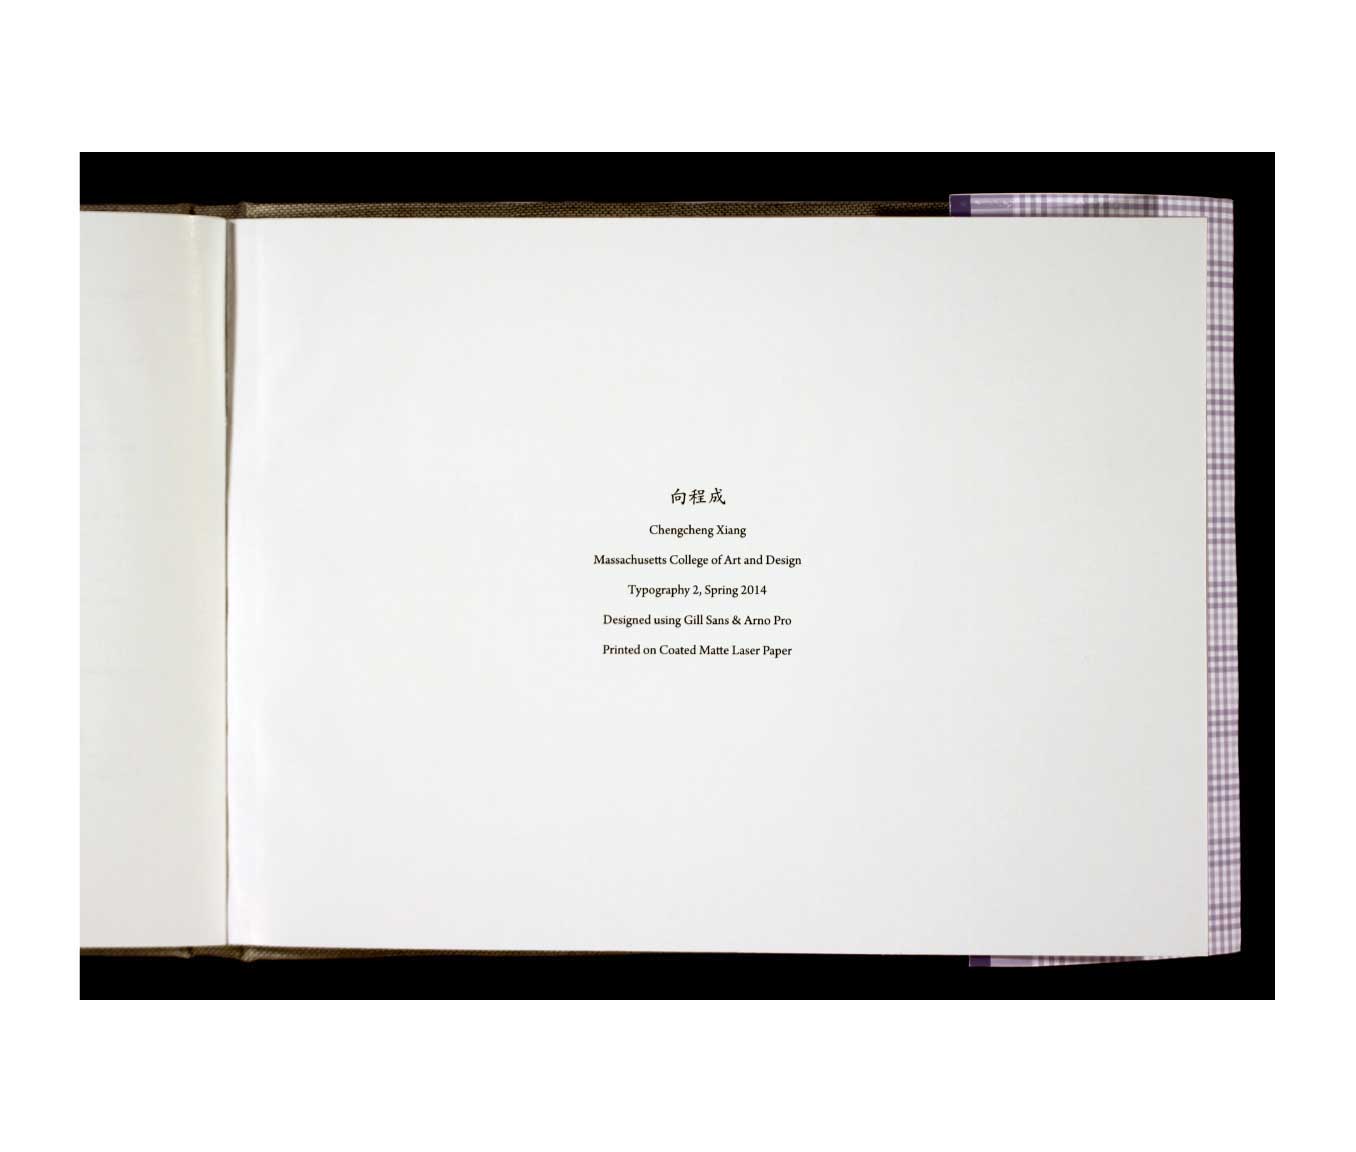 向程成
Chengcheng Xiang
Massachusetts College of Art and Design
Typography 2, Spring 2014
Designed using Gill Sans & Arno Pro
Printed on Coated Matte Laser Paper